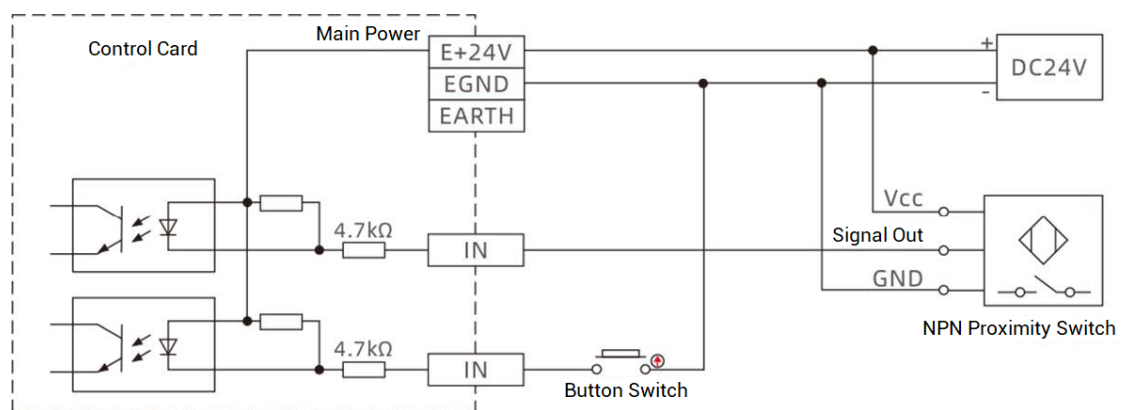 Control Card
Main Power
E+24V
EGND
EARTH
+
-
DC24V
Vcc
4.7kΩ
IN
Signal Out
GND
NPN Proximity Switch
4.7kΩ
IN
Button Switch